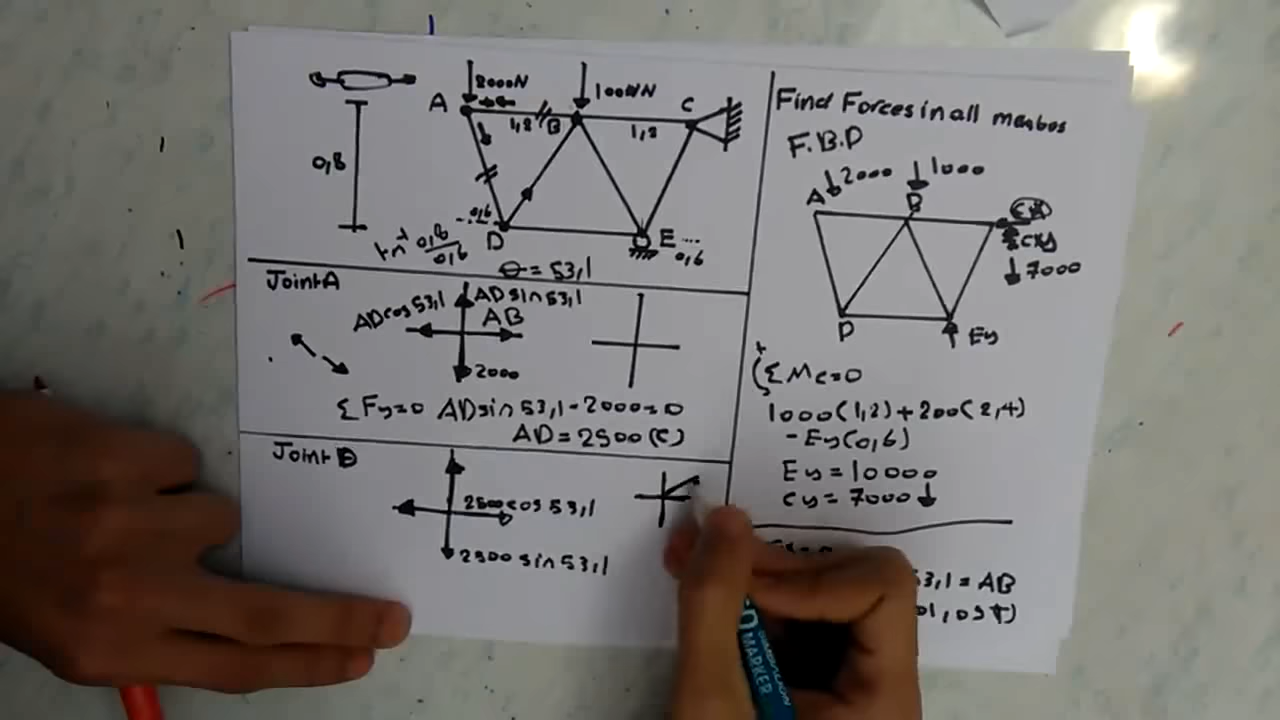 2000N
1000N
A
B
C
1,2
1,2
0,8
0,6
D
E
0,6
tan-1 0,8/0,6
θ = 53,1
Joint A
AD cos 53,1
AD sin 53,1
AB
2000
ΣFy=0 AD sin 53,1 - 2000 = 0
AD = 2500 (C)
Joint D
2500 cos 53,1
2500 sin 53,1
Find Forces in all membes
F.B.D
A
2000
B
1000
CX
Cy
7000
D
Ey
+ ΣMc=0
1000(1,2) + 200(2,4)
- Ey(0,6)
Ey = 10000
Cy = 7000
53,1 = AB
01,05T)
MARKER